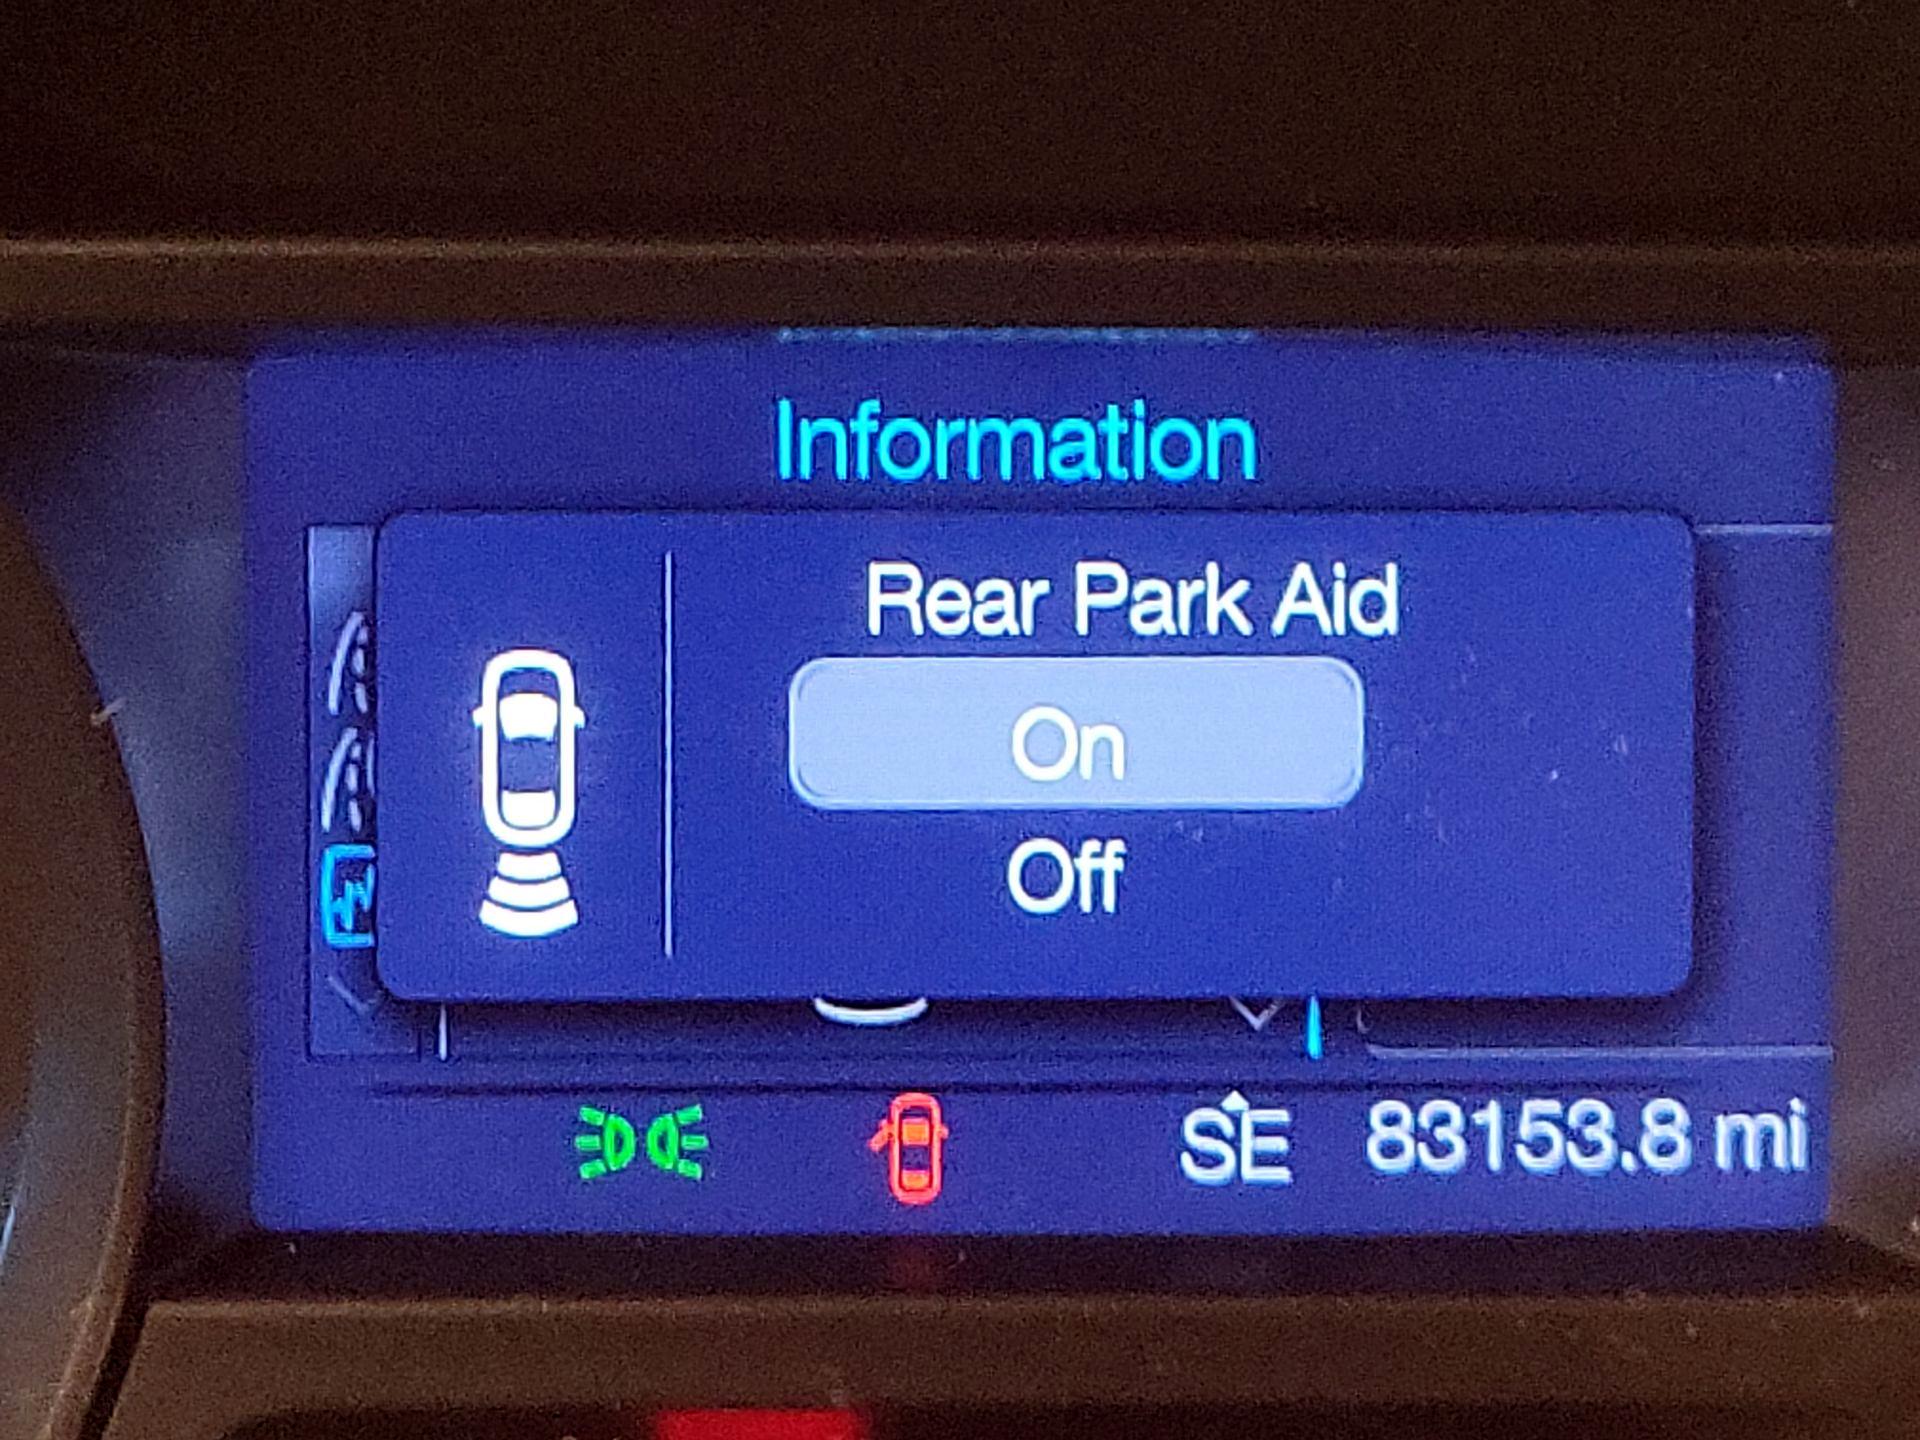 Information
Rear Park Aid
On
Off
SE 83153.8 mi